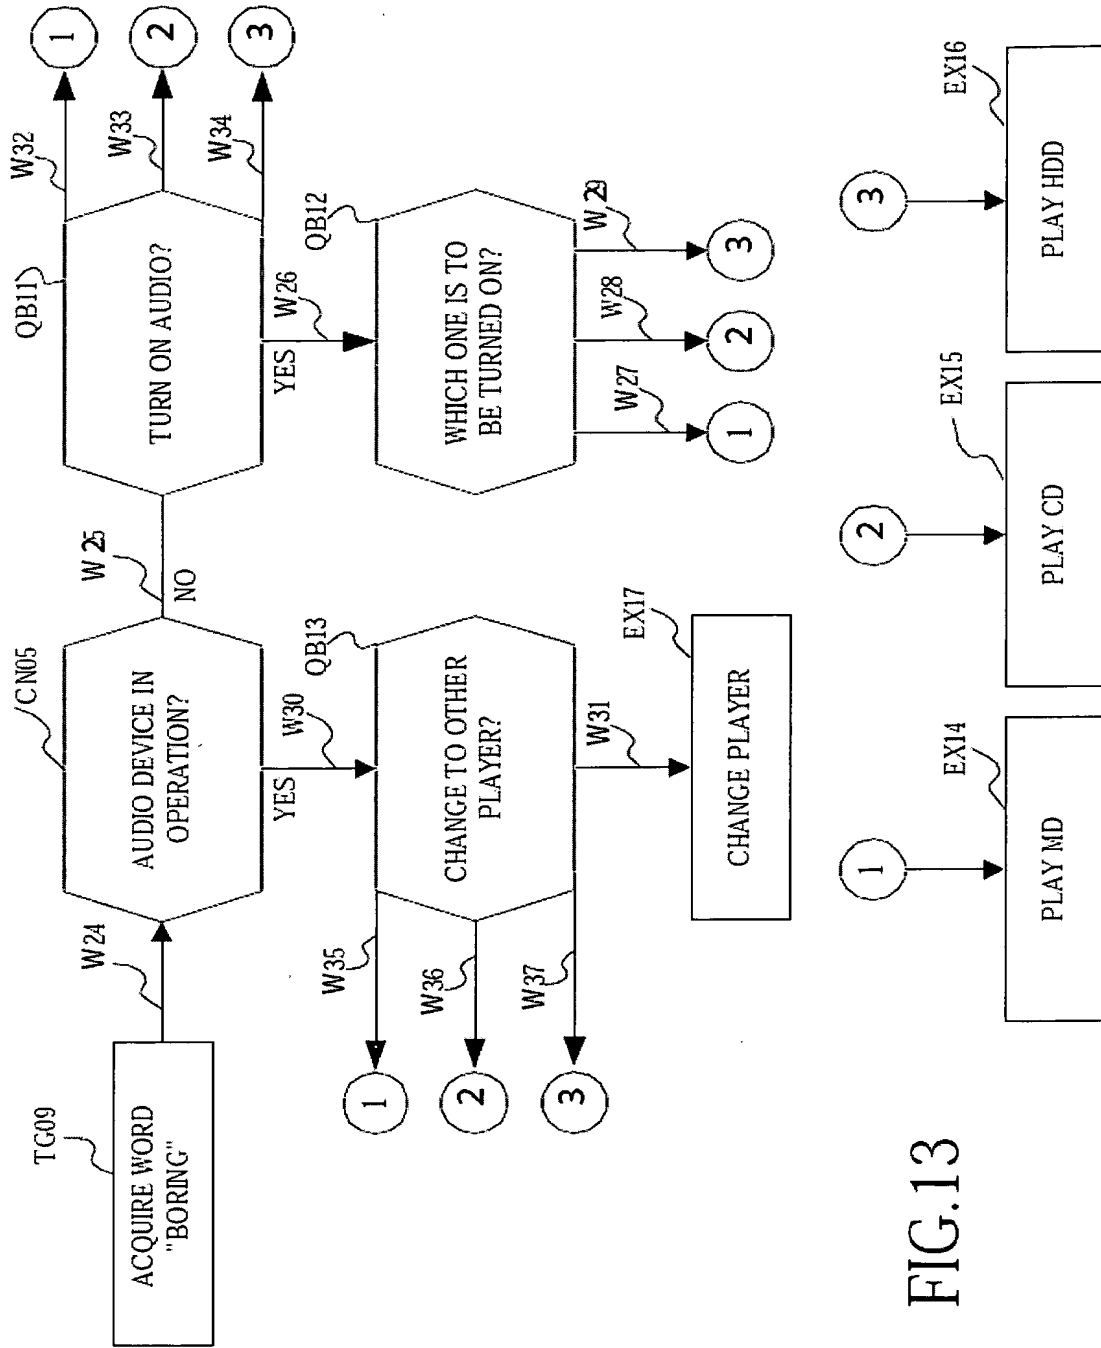 TG09
ACQUIRE WORD
"BORING"
W24
CN05
AUDIO DEVICE IN
OPERATION?
W25
NO
QB11
TURN ON AUDIO?
W32
1
W33
2
W34
3
YES
W30
YES
W26
QB13
CHANGE TO OTHER
PLAYER?
W35
1
W36
2
W37
3
W31
EX17
CHANGE PLAYER
QB12
WHICH ONE IS TO
BE TURNED ON?
W27
1
W28
2
W29
3
1
EX14
PLAY MD
2
EX15
PLAY CD
3
EX16
PLAY HDD
FIG.13